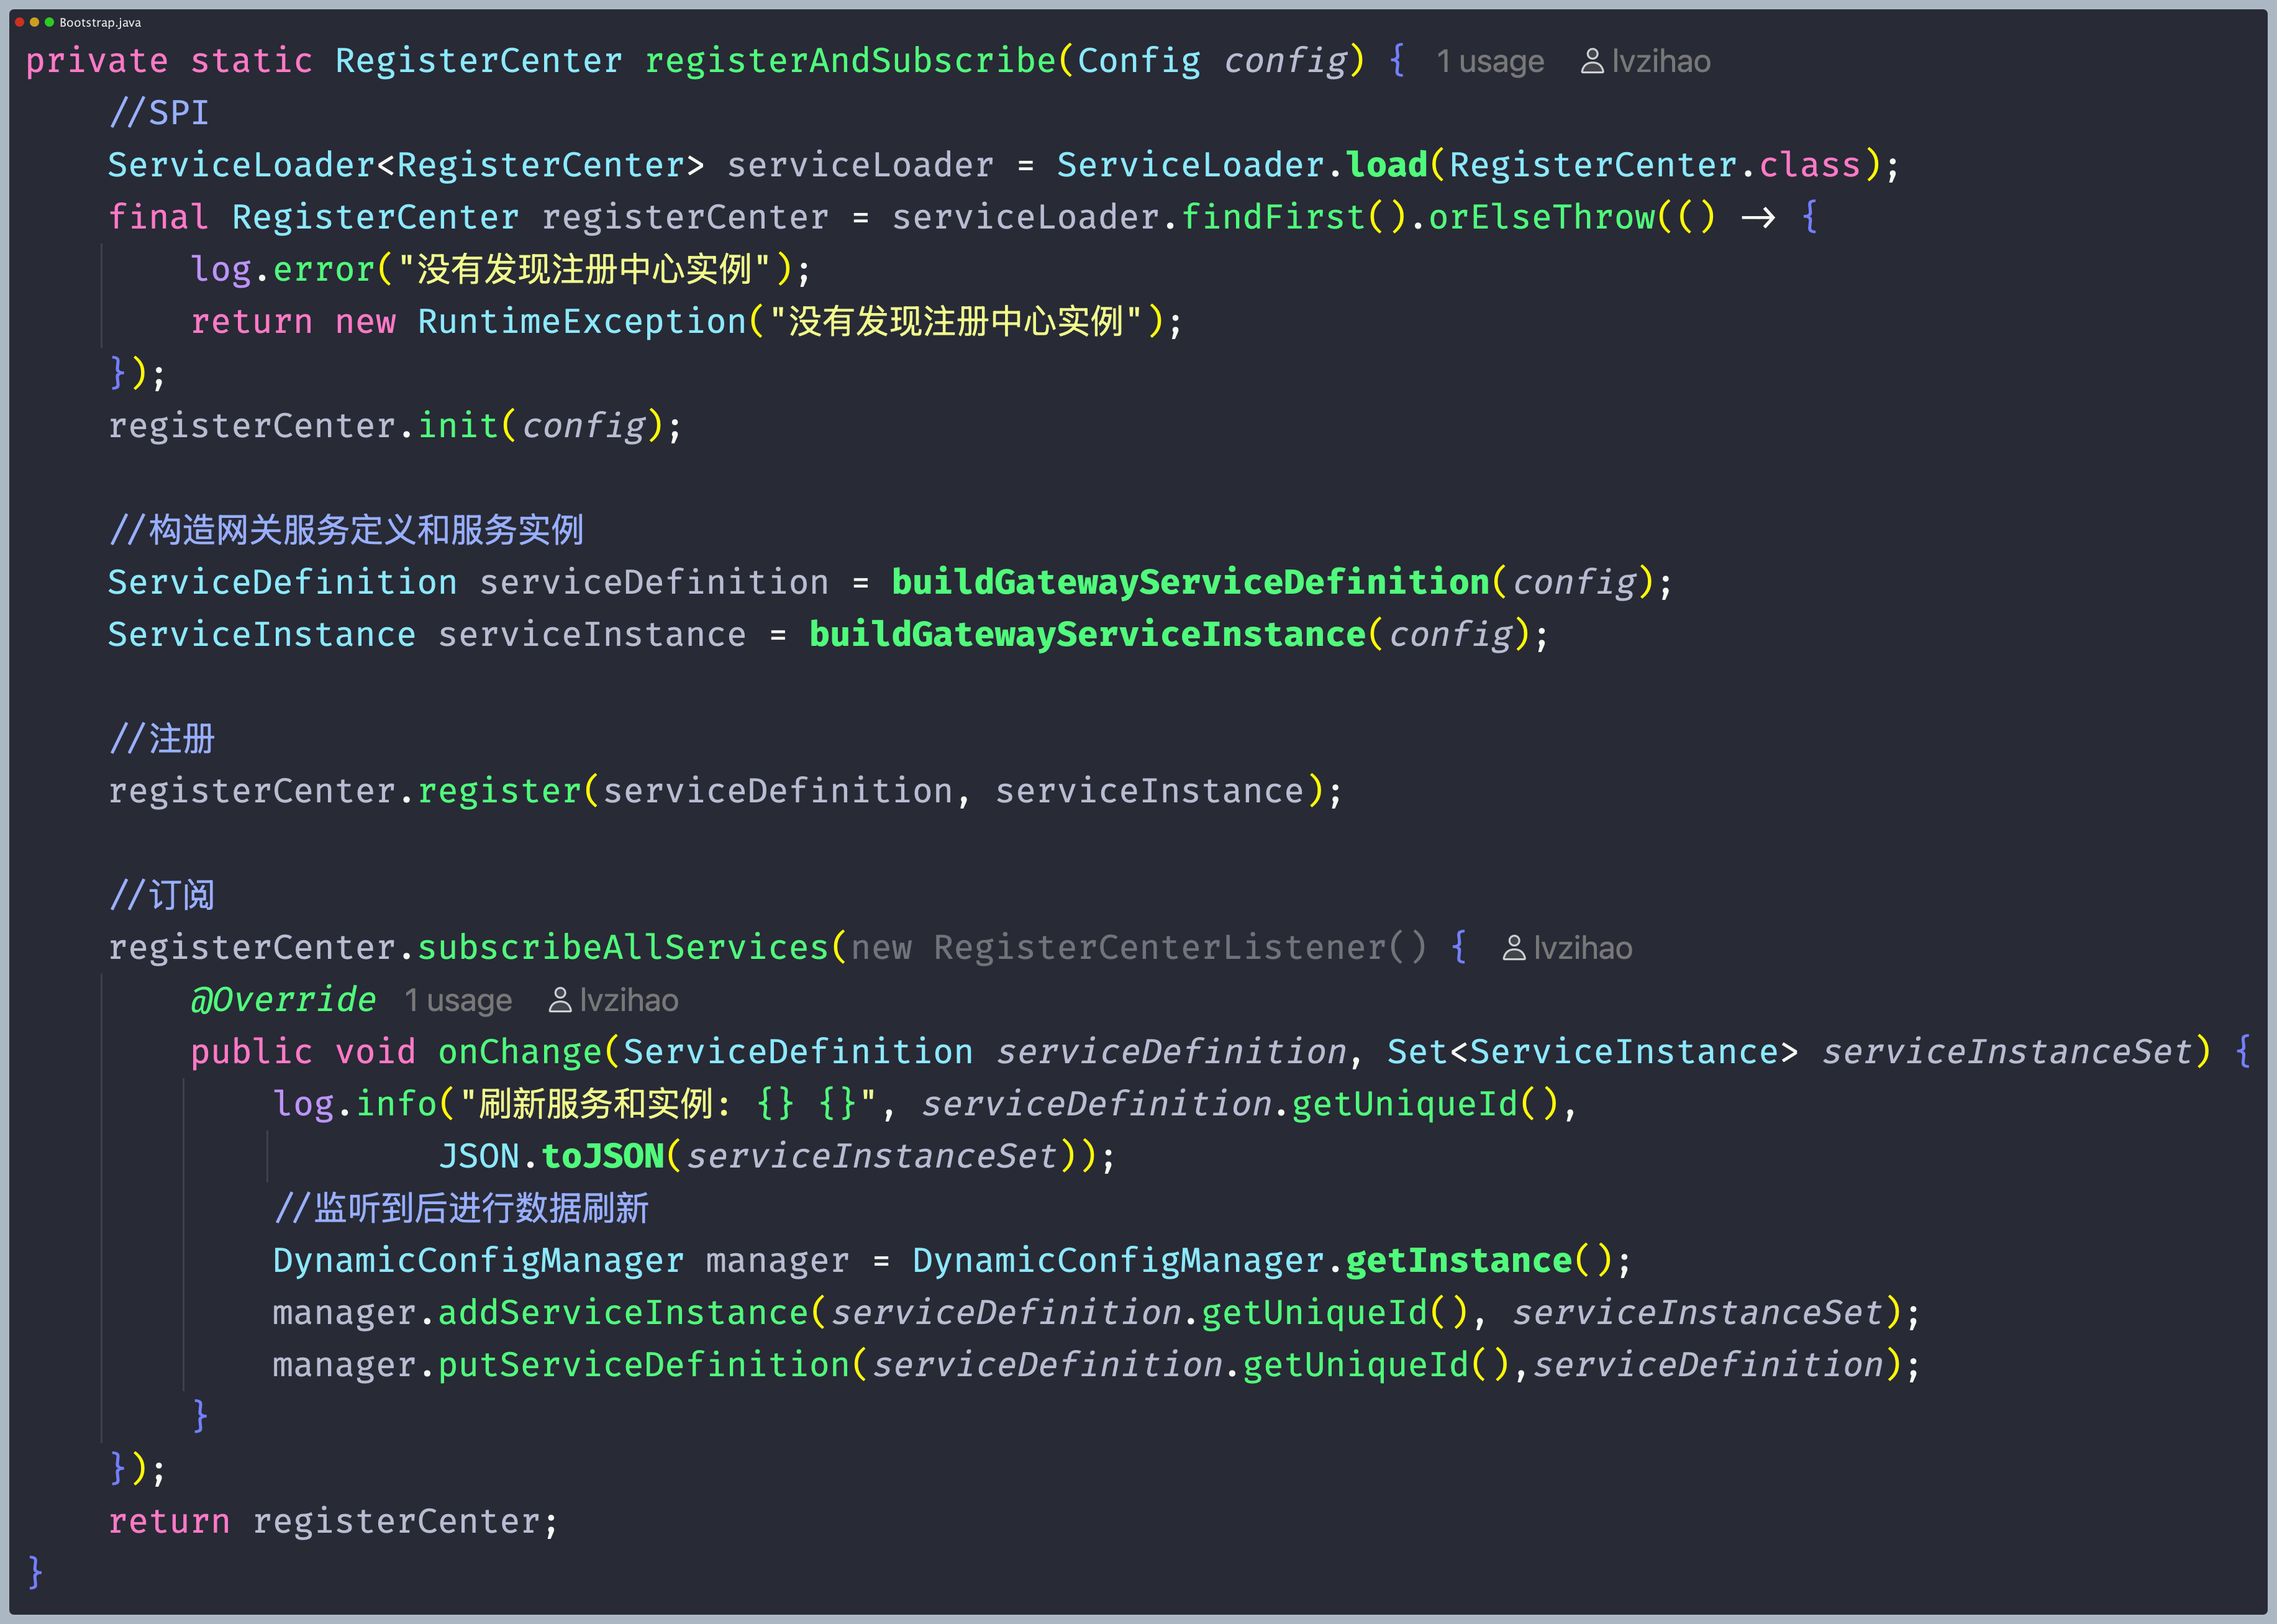 Bootstrap.java
private static RegisterCenter registerAndSubscribe(Config config) { 1 usage lvzihao
//SPI
ServiceLoader<RegisterCenter> serviceLoader = ServiceLoader.load(RegisterCenter.class);
final RegisterCenter registerCenter = serviceLoader.findFirst().orElseThrow(() -> {
log.error("没有发现注册中心实例");
return new RuntimeException("没有发现注册中心实例");
});
registerCenter.init(config);
//构造网关服务定义和服务实例
ServiceDefinition serviceDefinition = buildGatewayServiceDefinition(config);
ServiceInstance serviceInstance = buildGatewayServiceInstance(config);
//注册
registerCenter.register(serviceDefinition, serviceInstance);
//订阅
registerCenter.subscribeAllServices(new RegisterCenterListener() { lvzihao
@Override 1 usage lvzihao
public void onChange(ServiceDefinition serviceDefinition, Set<ServiceInstance> serviceInstanceSet) {
log.info("刷新服务和实例: {} {}", serviceDefinition.getUniqueId(),
JSON.toJSON(serviceInstanceSet));
//监听到后进行数据刷新
DynamicConfigManager manager = DynamicConfigManager.getInstance();
manager.addServiceInstance(serviceDefinition.getUniqueId(), serviceInstanceSet);
manager.putServiceDefinition(serviceDefinition.getUniqueId(),serviceDefinition);
}
});
return registerCenter;
}